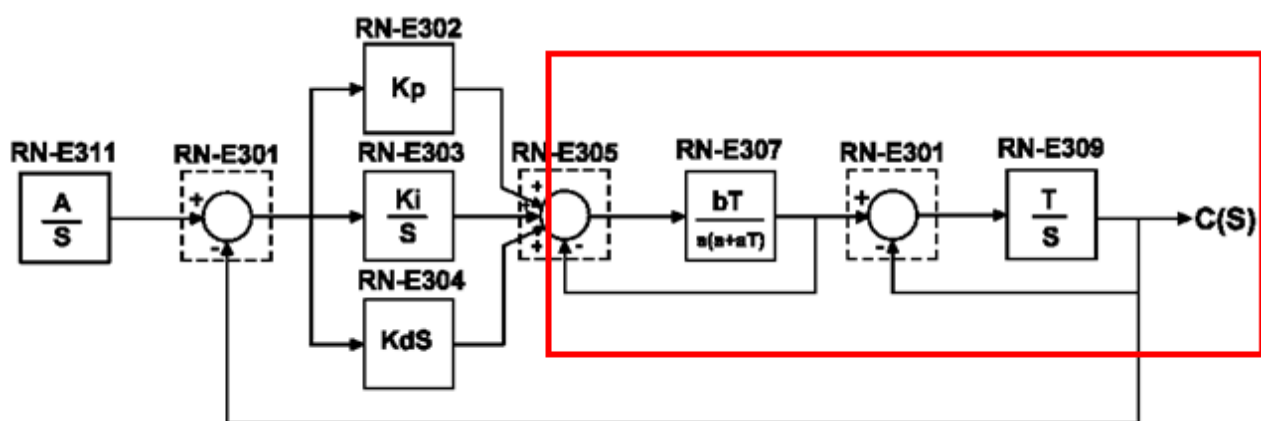 RN-E302
Kp
RN-E311
A
S
RN-E301
+
-
RN-E303
Ki
S
RN-E304
KdS
RN-E305
+
+
+
-
RN-E307
bT
s(s+aT)
RN-E301
+
-
RN-E309
T
S
C(S)